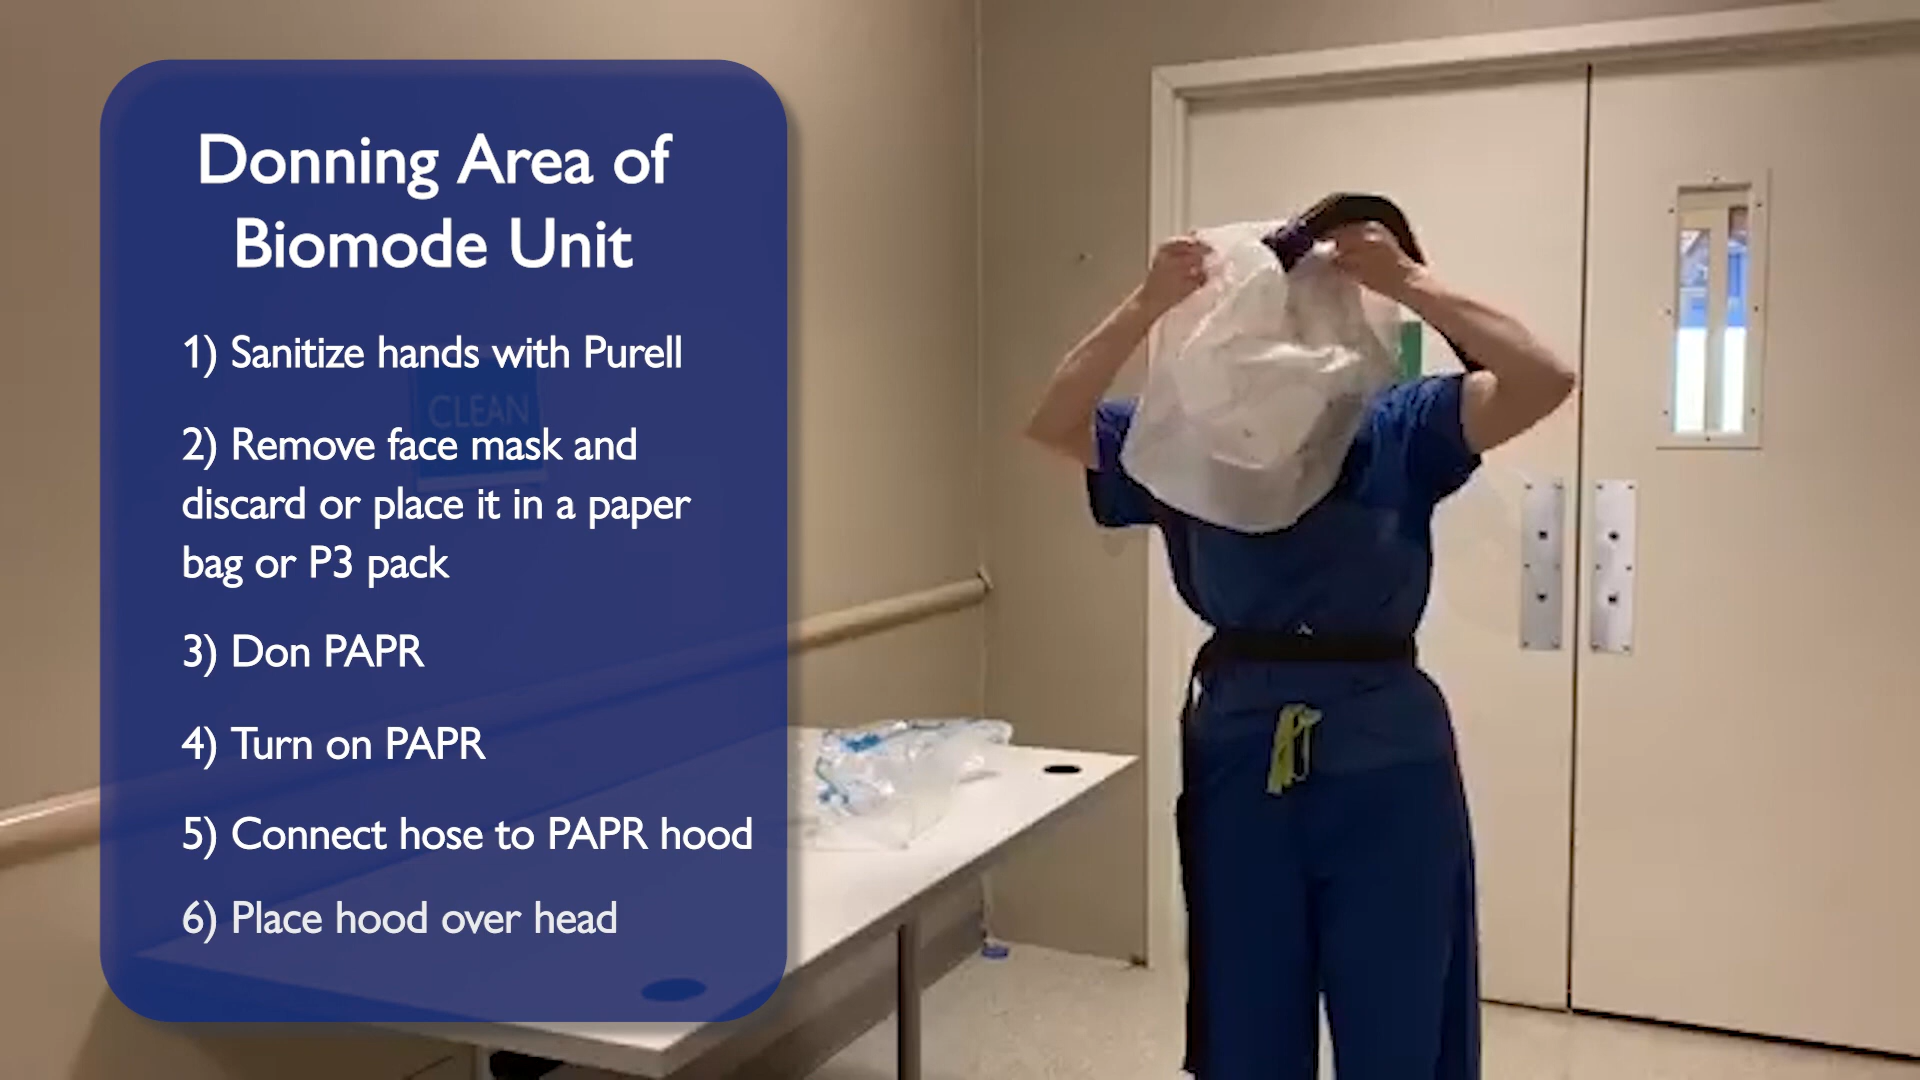 Donning Area of
Biomode Unit
1) Sanitize hands with Purell
CLEAN
2) Remove face mask and
discard or place it in a paper
bag or P3 pack
3) Don PAPR
4) Turn on PAPR
5) Connect hose to PAPR hood
6) Place hood over head